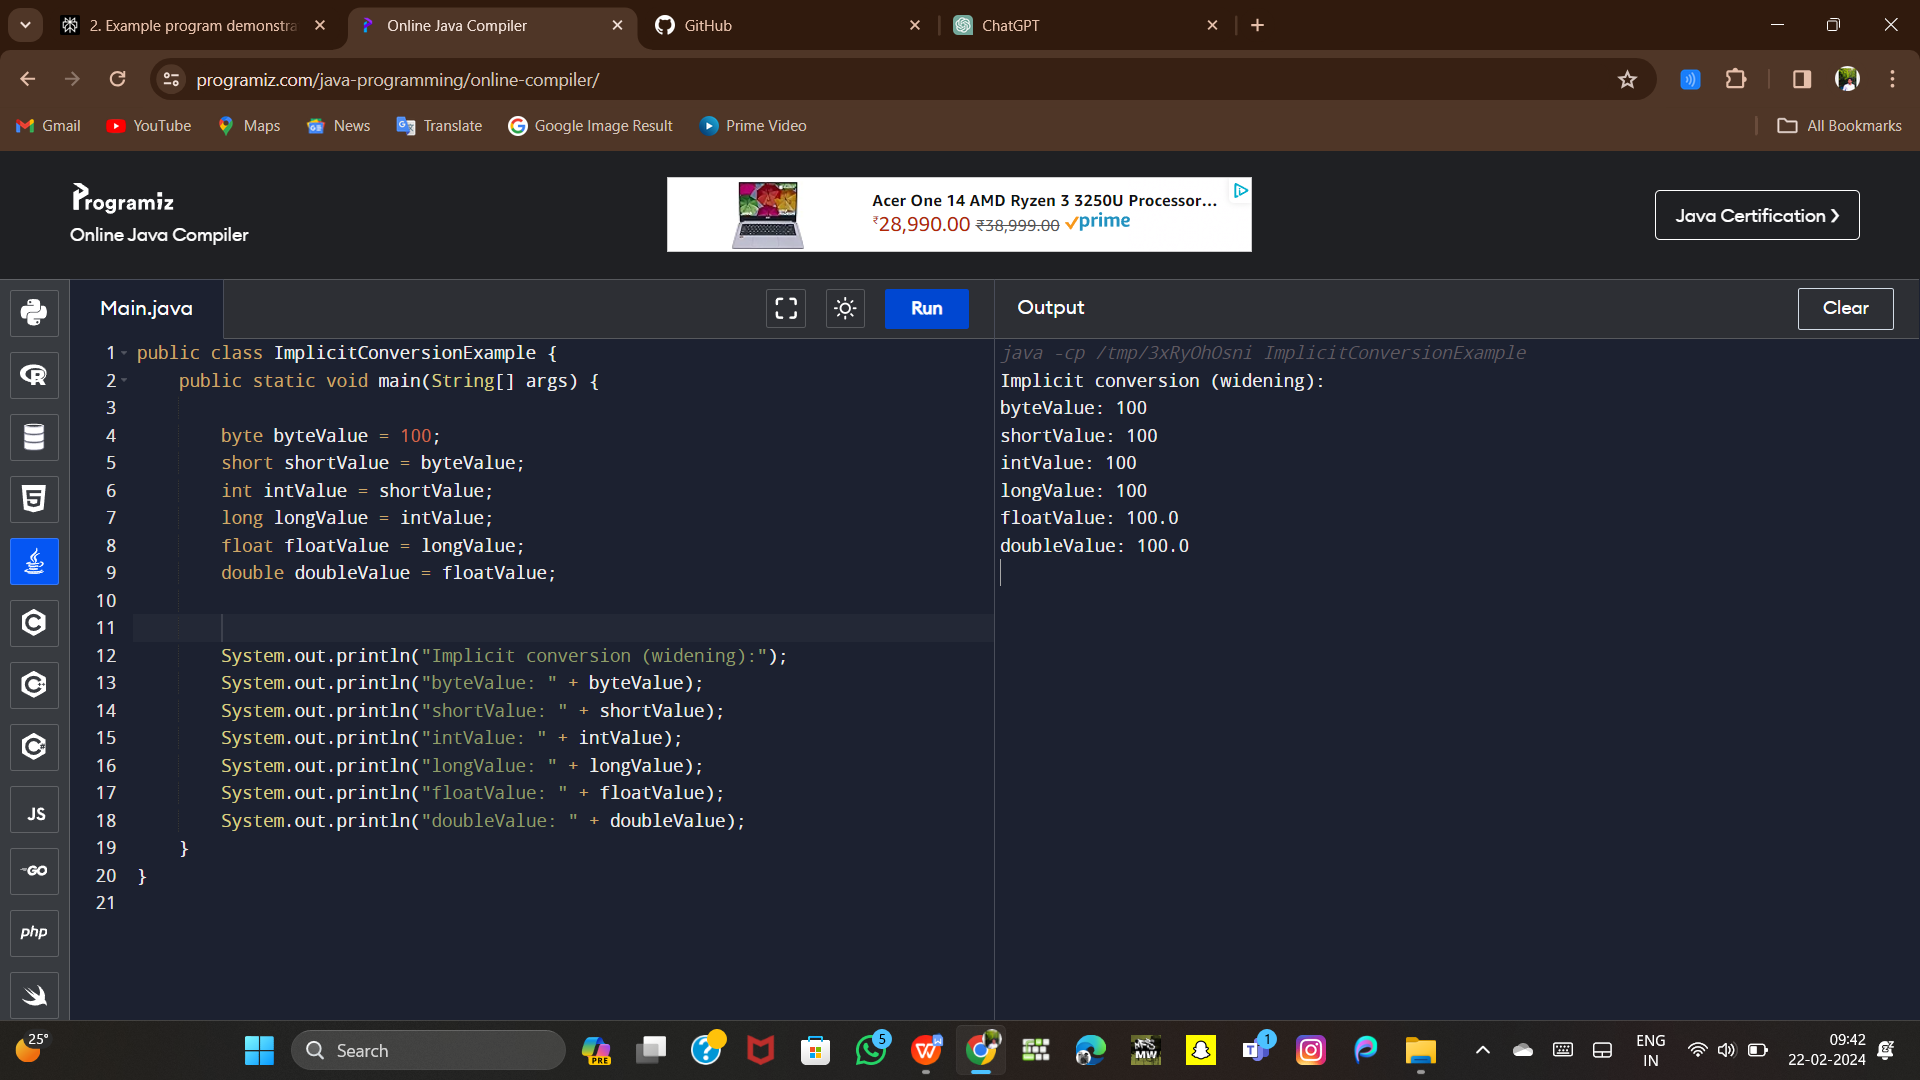 2. Example program demonstra
Online Java Compiler
GitHub
ChatGPT
programiz.com/java-programming/online-compiler/
Gmail
YouTube
Maps
News
Translate
Google Image Result
Prime Video
All Bookmarks
Programiz
Online Java Compiler
Acer One 14 AMD Ryzen 3 3250U Processor...
₹28,990.00 ₹38,999.00 prime
Java Certification ›
Main.java
Run
Output
Clear
1 public class ImplicitConversionExample {
2 public static void main(String[] args) {
3
4 byte byteValue = 100;
5 short shortValue = byteValue;
6 int intValue = shortValue;
7 long longValue = intValue;
8 float floatValue = longValue;
9 double doubleValue = floatValue;
10
11
12 System.out.println("Implicit conversion (widening):");
13 System.out.println("byteValue: " + byteValue);
14 System.out.println("shortValue: " + shortValue);
15 System.out.println("intValue: " + intValue);
16 System.out.println("longValue: " + longValue);
17 System.out.println("floatValue: " + floatValue);
18 System.out.println("doubleValue: " + doubleValue);
19 }
20 }
21
java -cp /tmp/3xRyOhOsni ImplicitConversionExample
Implicit conversion (widening):
byteValue: 100
shortValue: 100
intValue: 100
longValue: 100
floatValue: 100.0
doubleValue: 100.0
JS
GO
php
25°
Search
PRE
5
MW
1
ENG
IN
09:42
22-02-2024